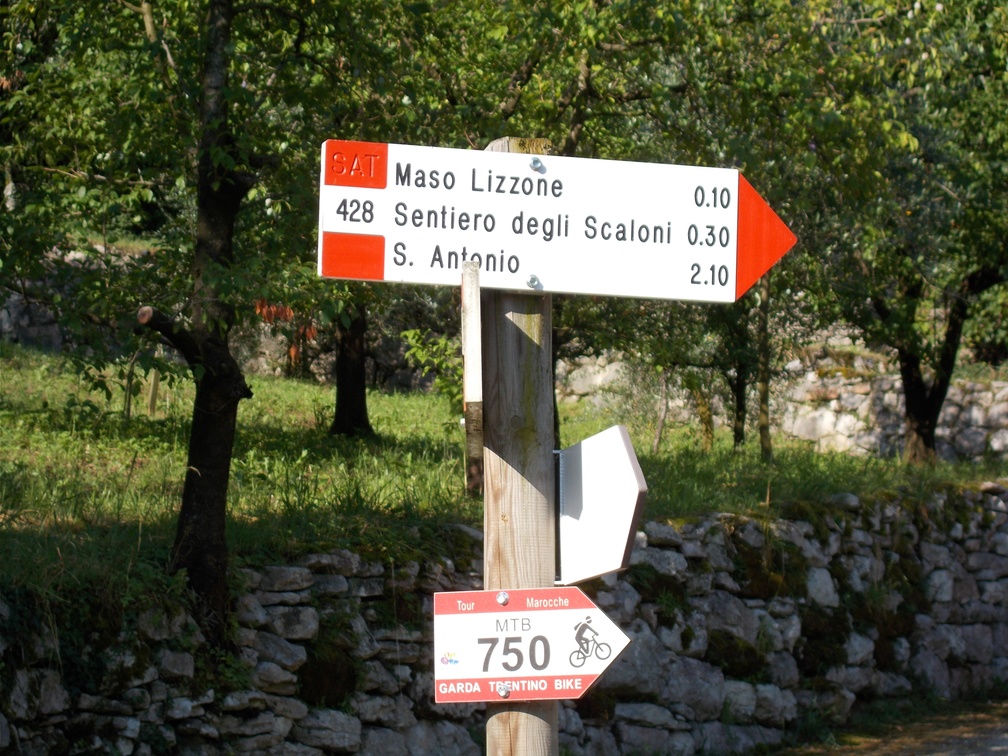 SAT
Maso Lizzone 0.10
428 Sentiero degli Scaloni 0.30
S. Antonio 2.10
Tour Marocche
MTB
750
GARDA TRENTINO BIKE